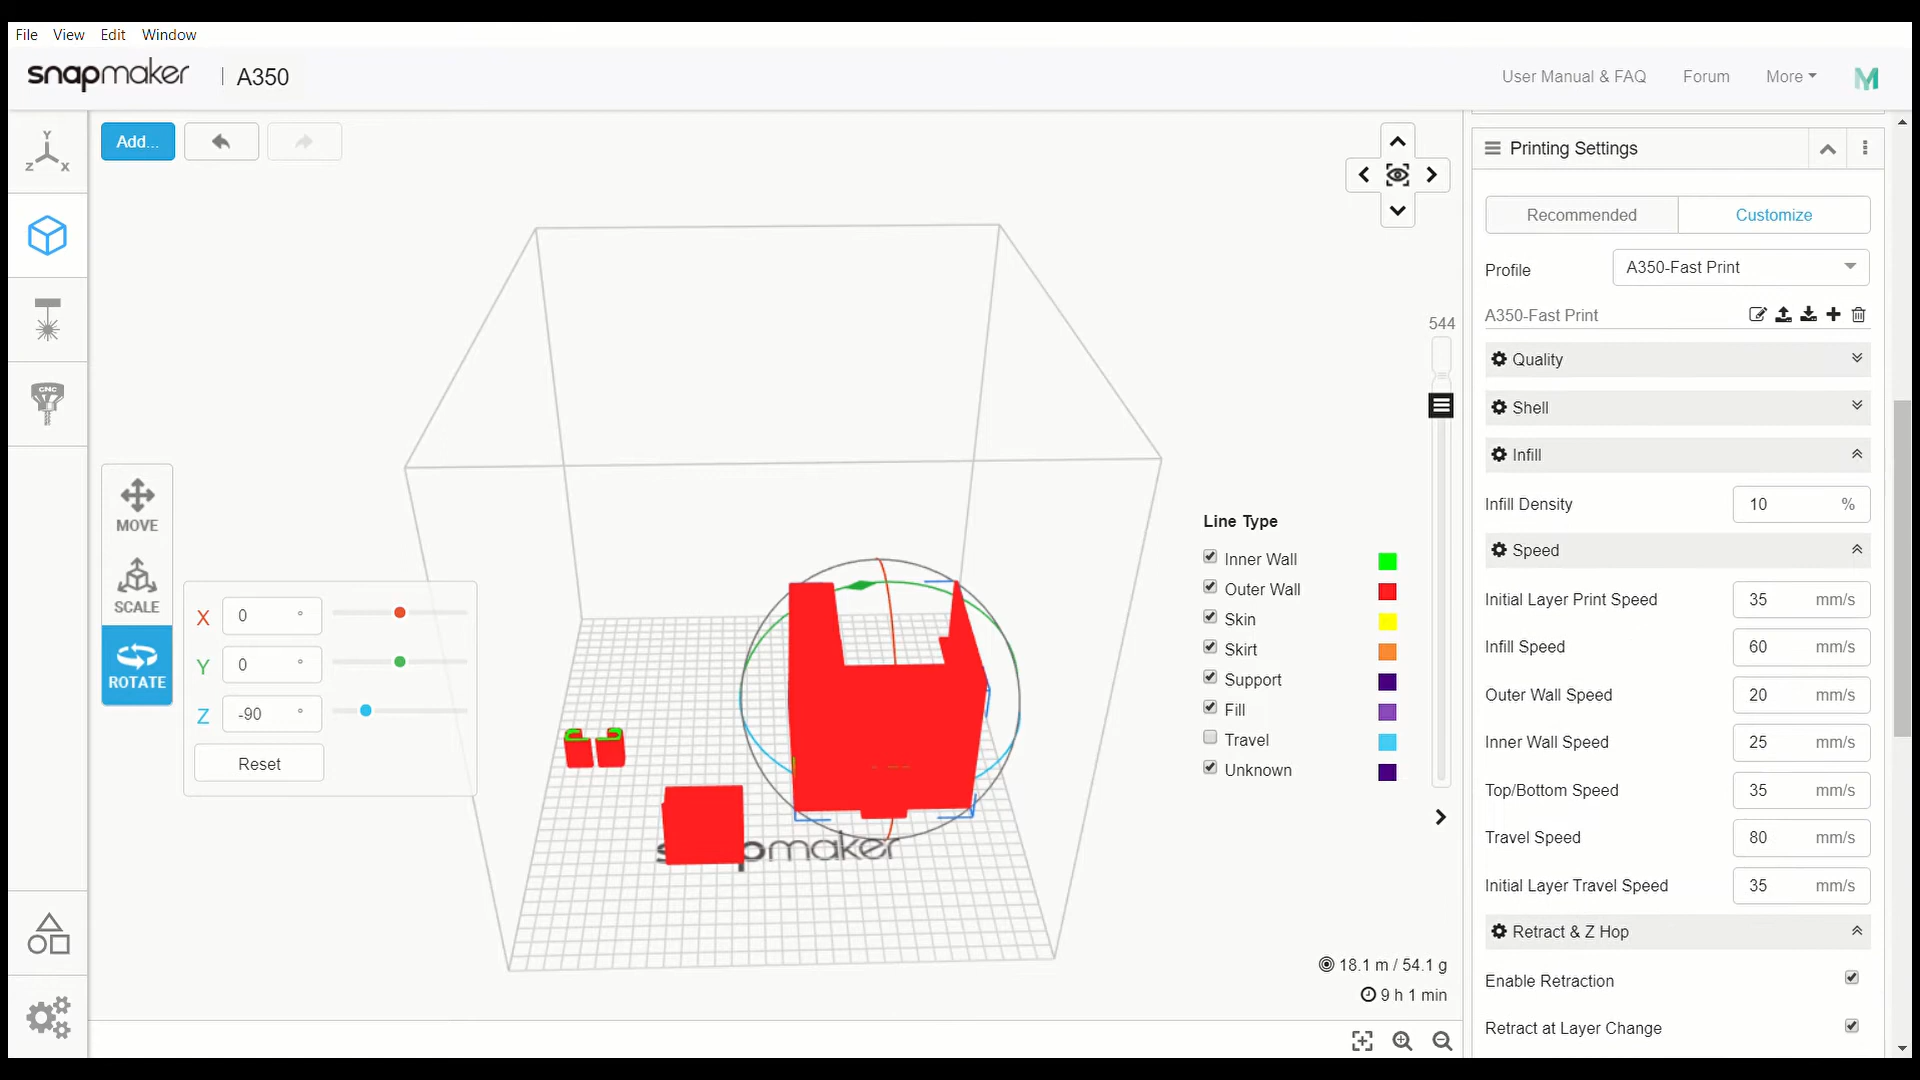 File View Edit Window
snapmaker | A350
User Manual & FAQ Forum More
Y
Z X
Add...
CNC
544
MOVE
SCALE
ROTATE
X 0 °
Y 0 °
Z -90 °
Reset
snapmaker
Line Type
Inner Wall
Outer Wall
Skin
Skirt
Support
Fill
Travel
Unknown
18.1 m / 54.1 g
9 h 1 min
Printing Settings
Recommended Customize
Profile A350-Fast Print
A350-Fast Print
Quality
Shell
Infill
Infill Density 10 %
Speed
Initial Layer Print Speed 35 mm/s
Infill Speed 60 mm/s
Outer Wall Speed 20 mm/s
Inner Wall Speed 25 mm/s
Top/Bottom Speed 35 mm/s
Travel Speed 80 mm/s
Initial Layer Travel Speed 35 mm/s
Retract & Z Hop
Enable Retraction
Retract at Layer Change